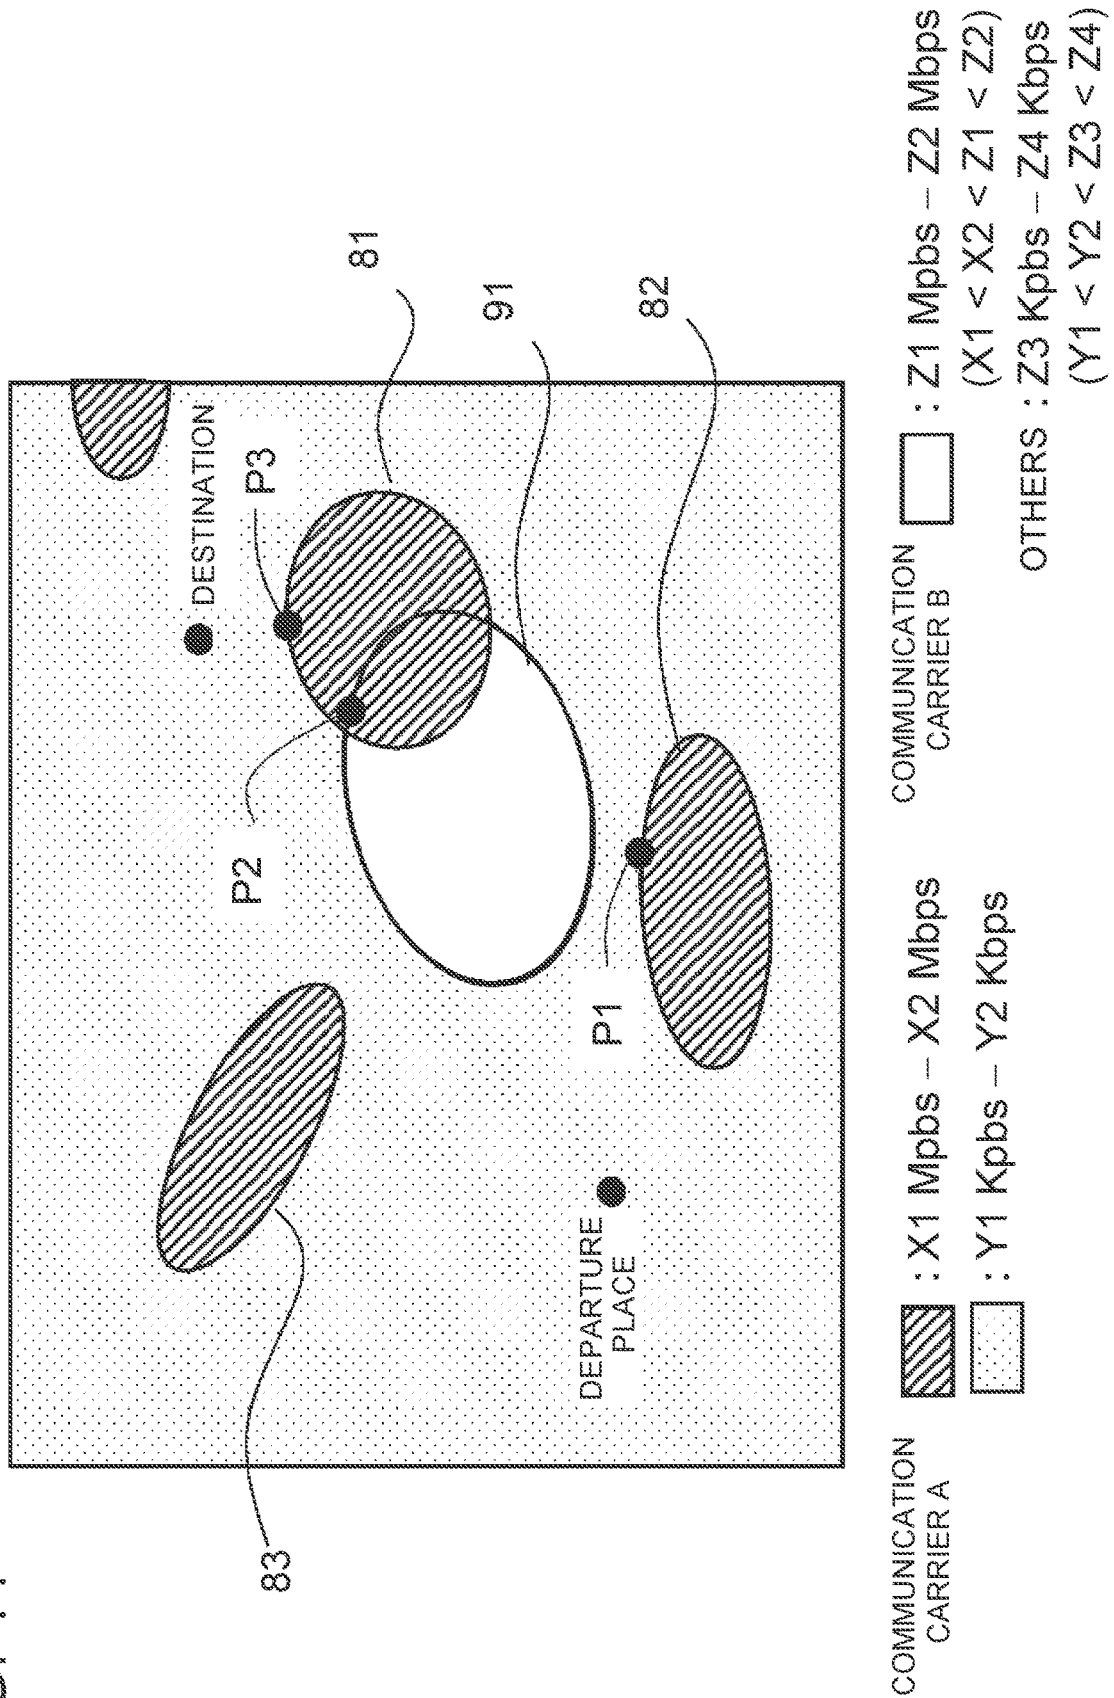 DESTINATION
P3
P2
83
81
91
DEPARTURE
PLACE
P1
82
COMMUNICATION
CARRIER A
: X1 Mpbs – X2 Mbps
: Y1 Kpbs – Y2 Kbps
COMMUNICATION
CARRIER B
: Z1 Mpbs – Z2 Mbps
(X1 < X2 < Z1 < Z2)
OTHERS : Z3 Kpbs – Z4 Kbps
(Y1 < Y2 < Z3 < Z4)